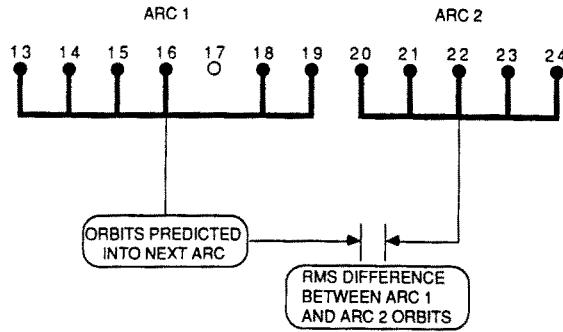 ARC 1
ARC 2
13 14 15 16 17 18 19 20 21 22 23 24
ORBITS PREDICTED
INTO NEXT ARC
RMS DIFFERENCE
BETWEEN ARC 1
AND ARC 2 ORBITS